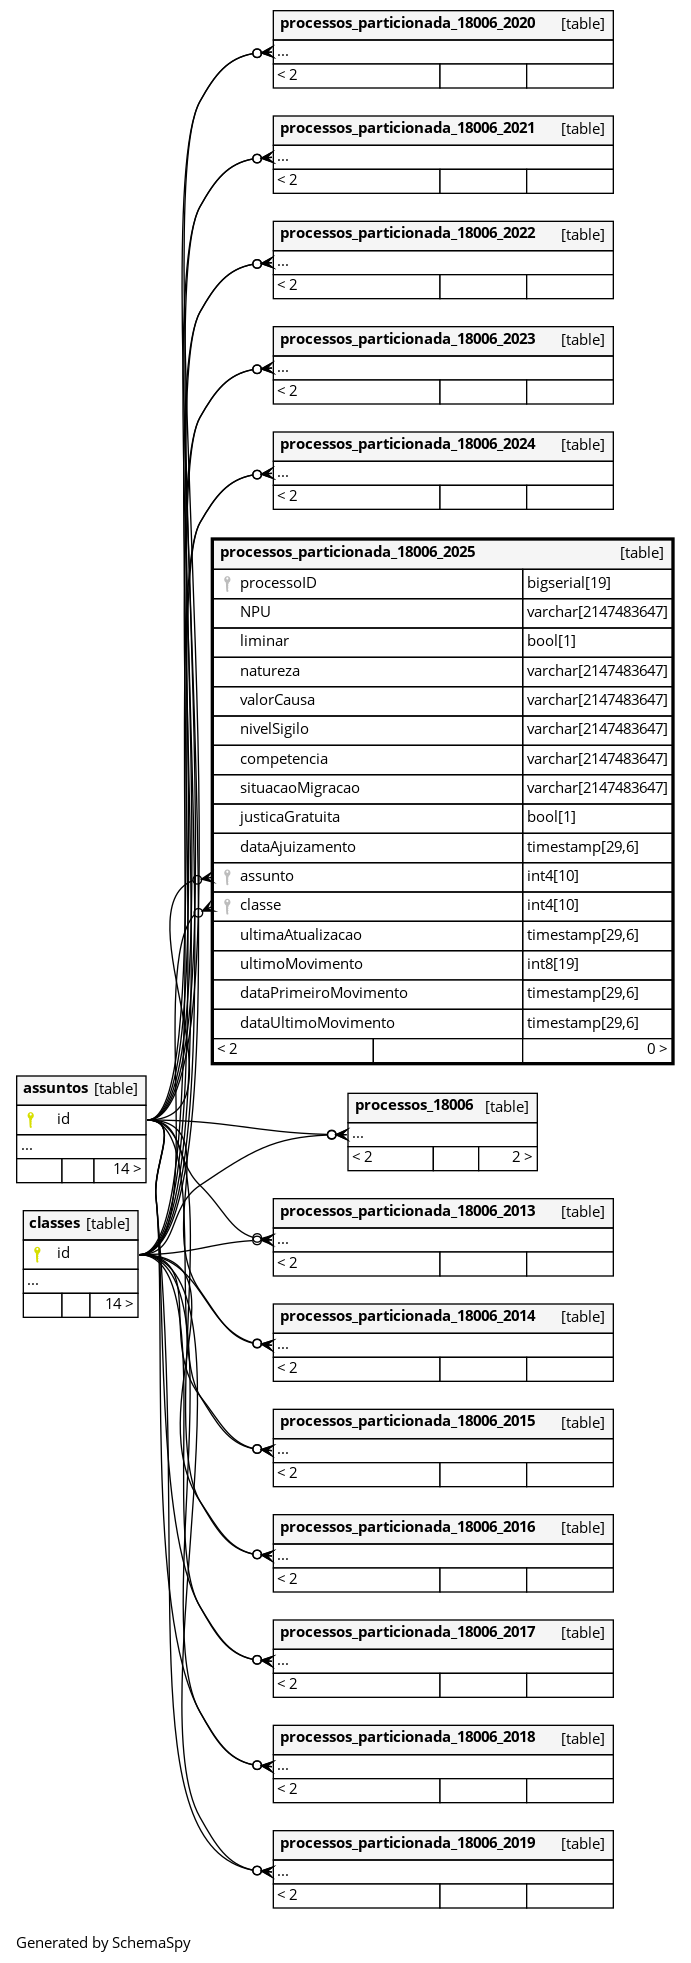 processos_particionada_18006_2020 [table]
...
< 2
processos_particionada_18006_2021 [table]
...
< 2
processos_particionada_18006_2022 [table]
...
< 2
processos_particionada_18006_2023 [table]
...
< 2
processos_particionada_18006_2024 [table]
...
< 2
processos_particionada_18006_2025 [table]
processoID bigserial[19]
NPU varchar[2147483647]
liminar bool[1]
natureza varchar[2147483647]
valorCausa varchar[2147483647]
nivelSigilo varchar[2147483647]
competencia varchar[2147483647]
situacaoMigracao varchar[2147483647]
justicaGratuita bool[1]
dataAjuizamento timestamp[29,6]
assunto int4[10]
classe int4[10]
ultimaAtualizacao timestamp[29,6]
ultimoMovimento int8[19]
dataPrimeiroMovimento timestamp[29,6]
dataUltimoMovimento timestamp[29,6]
< 2 0 >
assuntos [table]
id
...
14 >
classes [table]
id
...
14 >
processos_18006 [table]
...
< 2 2 >
processos_particionada_18006_2013 [table]
...
< 2
processos_particionada_18006_2014 [table]
...
< 2
processos_particionada_18006_2015 [table]
...
< 2
processos_particionada_18006_2016 [table]
...
< 2
processos_particionada_18006_2017 [table]
...
< 2
processos_particionada_18006_2018 [table]
...
< 2
processos_particionada_18006_2019 [table]
...
< 2
Generated by SchemaSpy